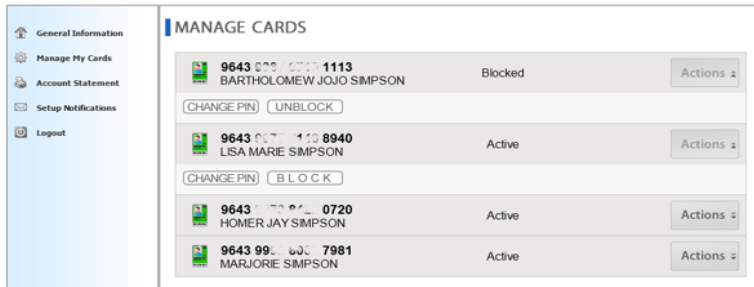 General Information
Manage My Cards
Account Statement
Setup Notifications
Logout
MANAGE CARDS
9643 1113
BARTHOLOMEW JOJO SIMPSON
Blocked
Actions
CHANGE PIN UNBLOCK
9643 8940
LISA MARIE SIMPSON
Active
Actions
CHANGE PIN BLOCK
9643 0720
HOMER JAY SIMPSON
Active
Actions
9643 7981
MARJORIE SIMPSON
Active
Actions